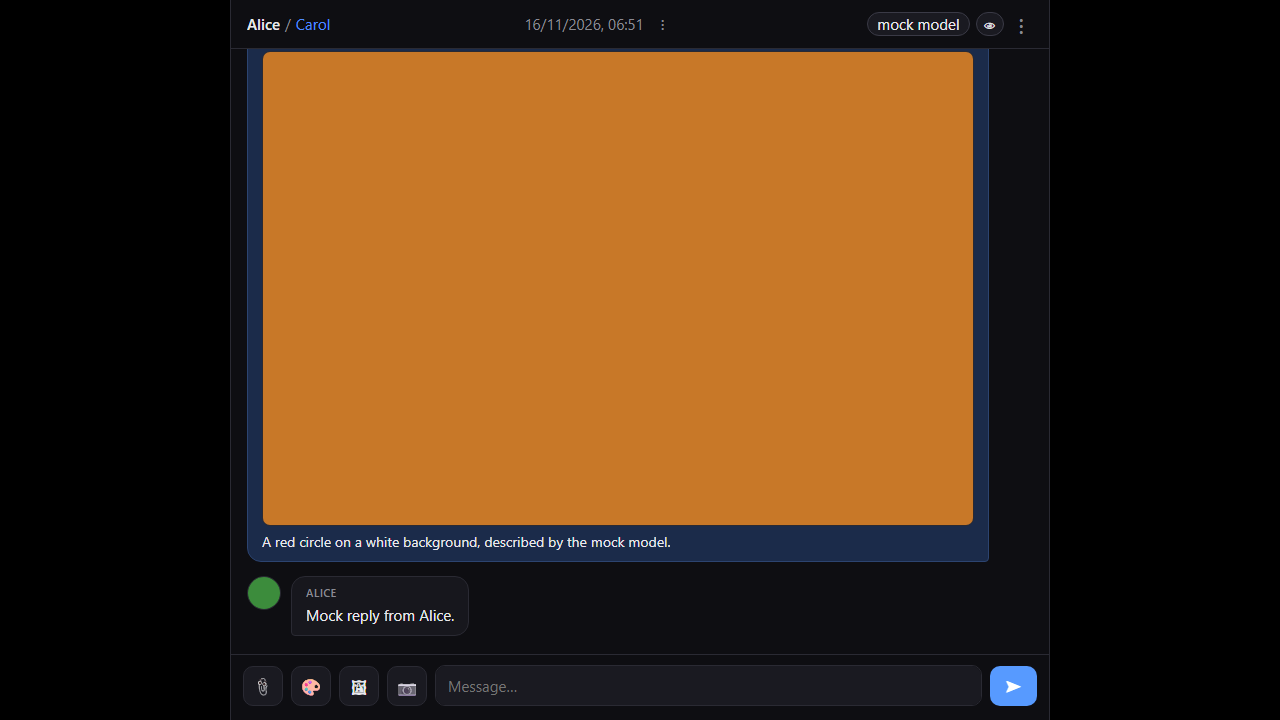 Alice / Carol
16/11/2026, 06:51
mock model
A red circle on a white background, described by the mock model.
ALICE
Mock reply from Alice.
Message...